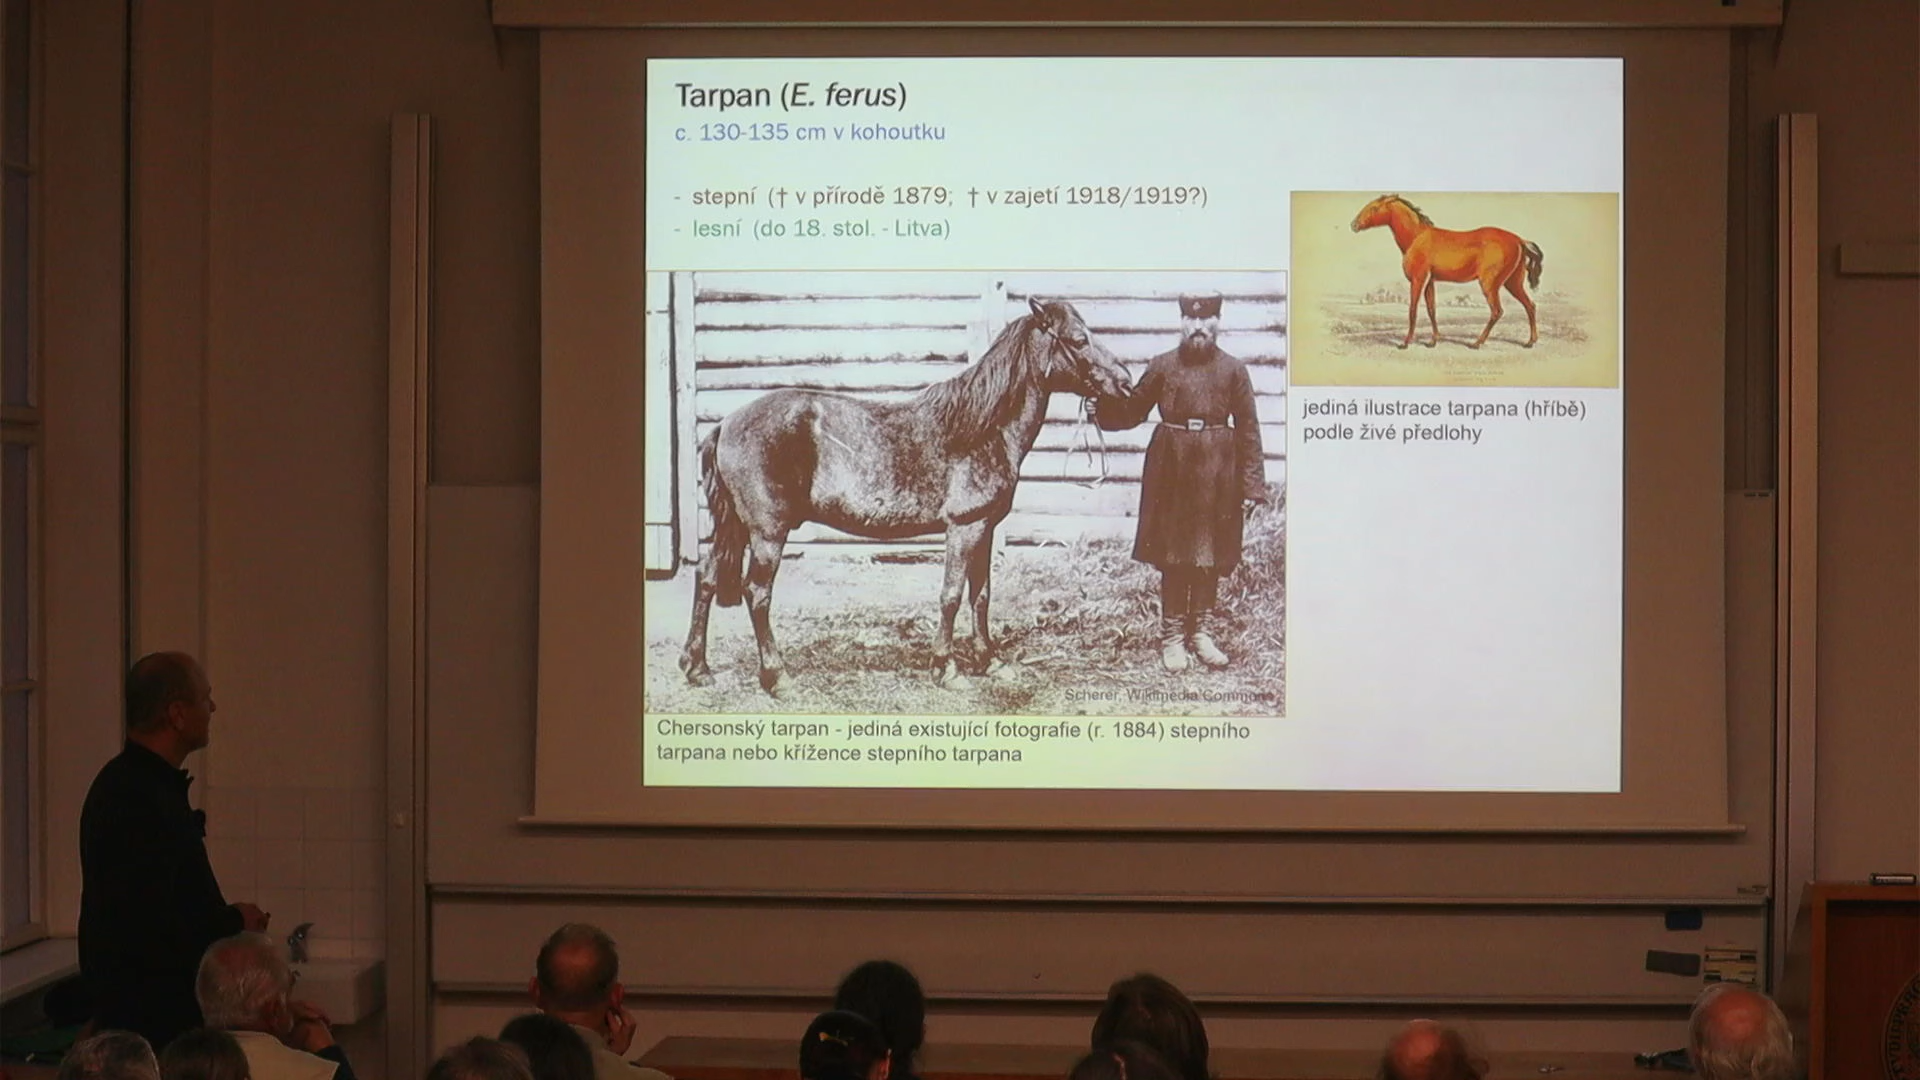 Tarpan (E. ferus)
c. 130-135 cm v kohoutku
- stepní († v přírodě 1879; † v zajetí 1918/1919?)
- lesní (do 18. stol. - Litva)
jediná ilustrace tarpana (hříbě)
podle živé předlohy
Scherer, Wikimedia Commons
Chersonský tarpan - jediná existující fotografie (r. 1884) stepního
tarpana nebo křížence stepního tarpana